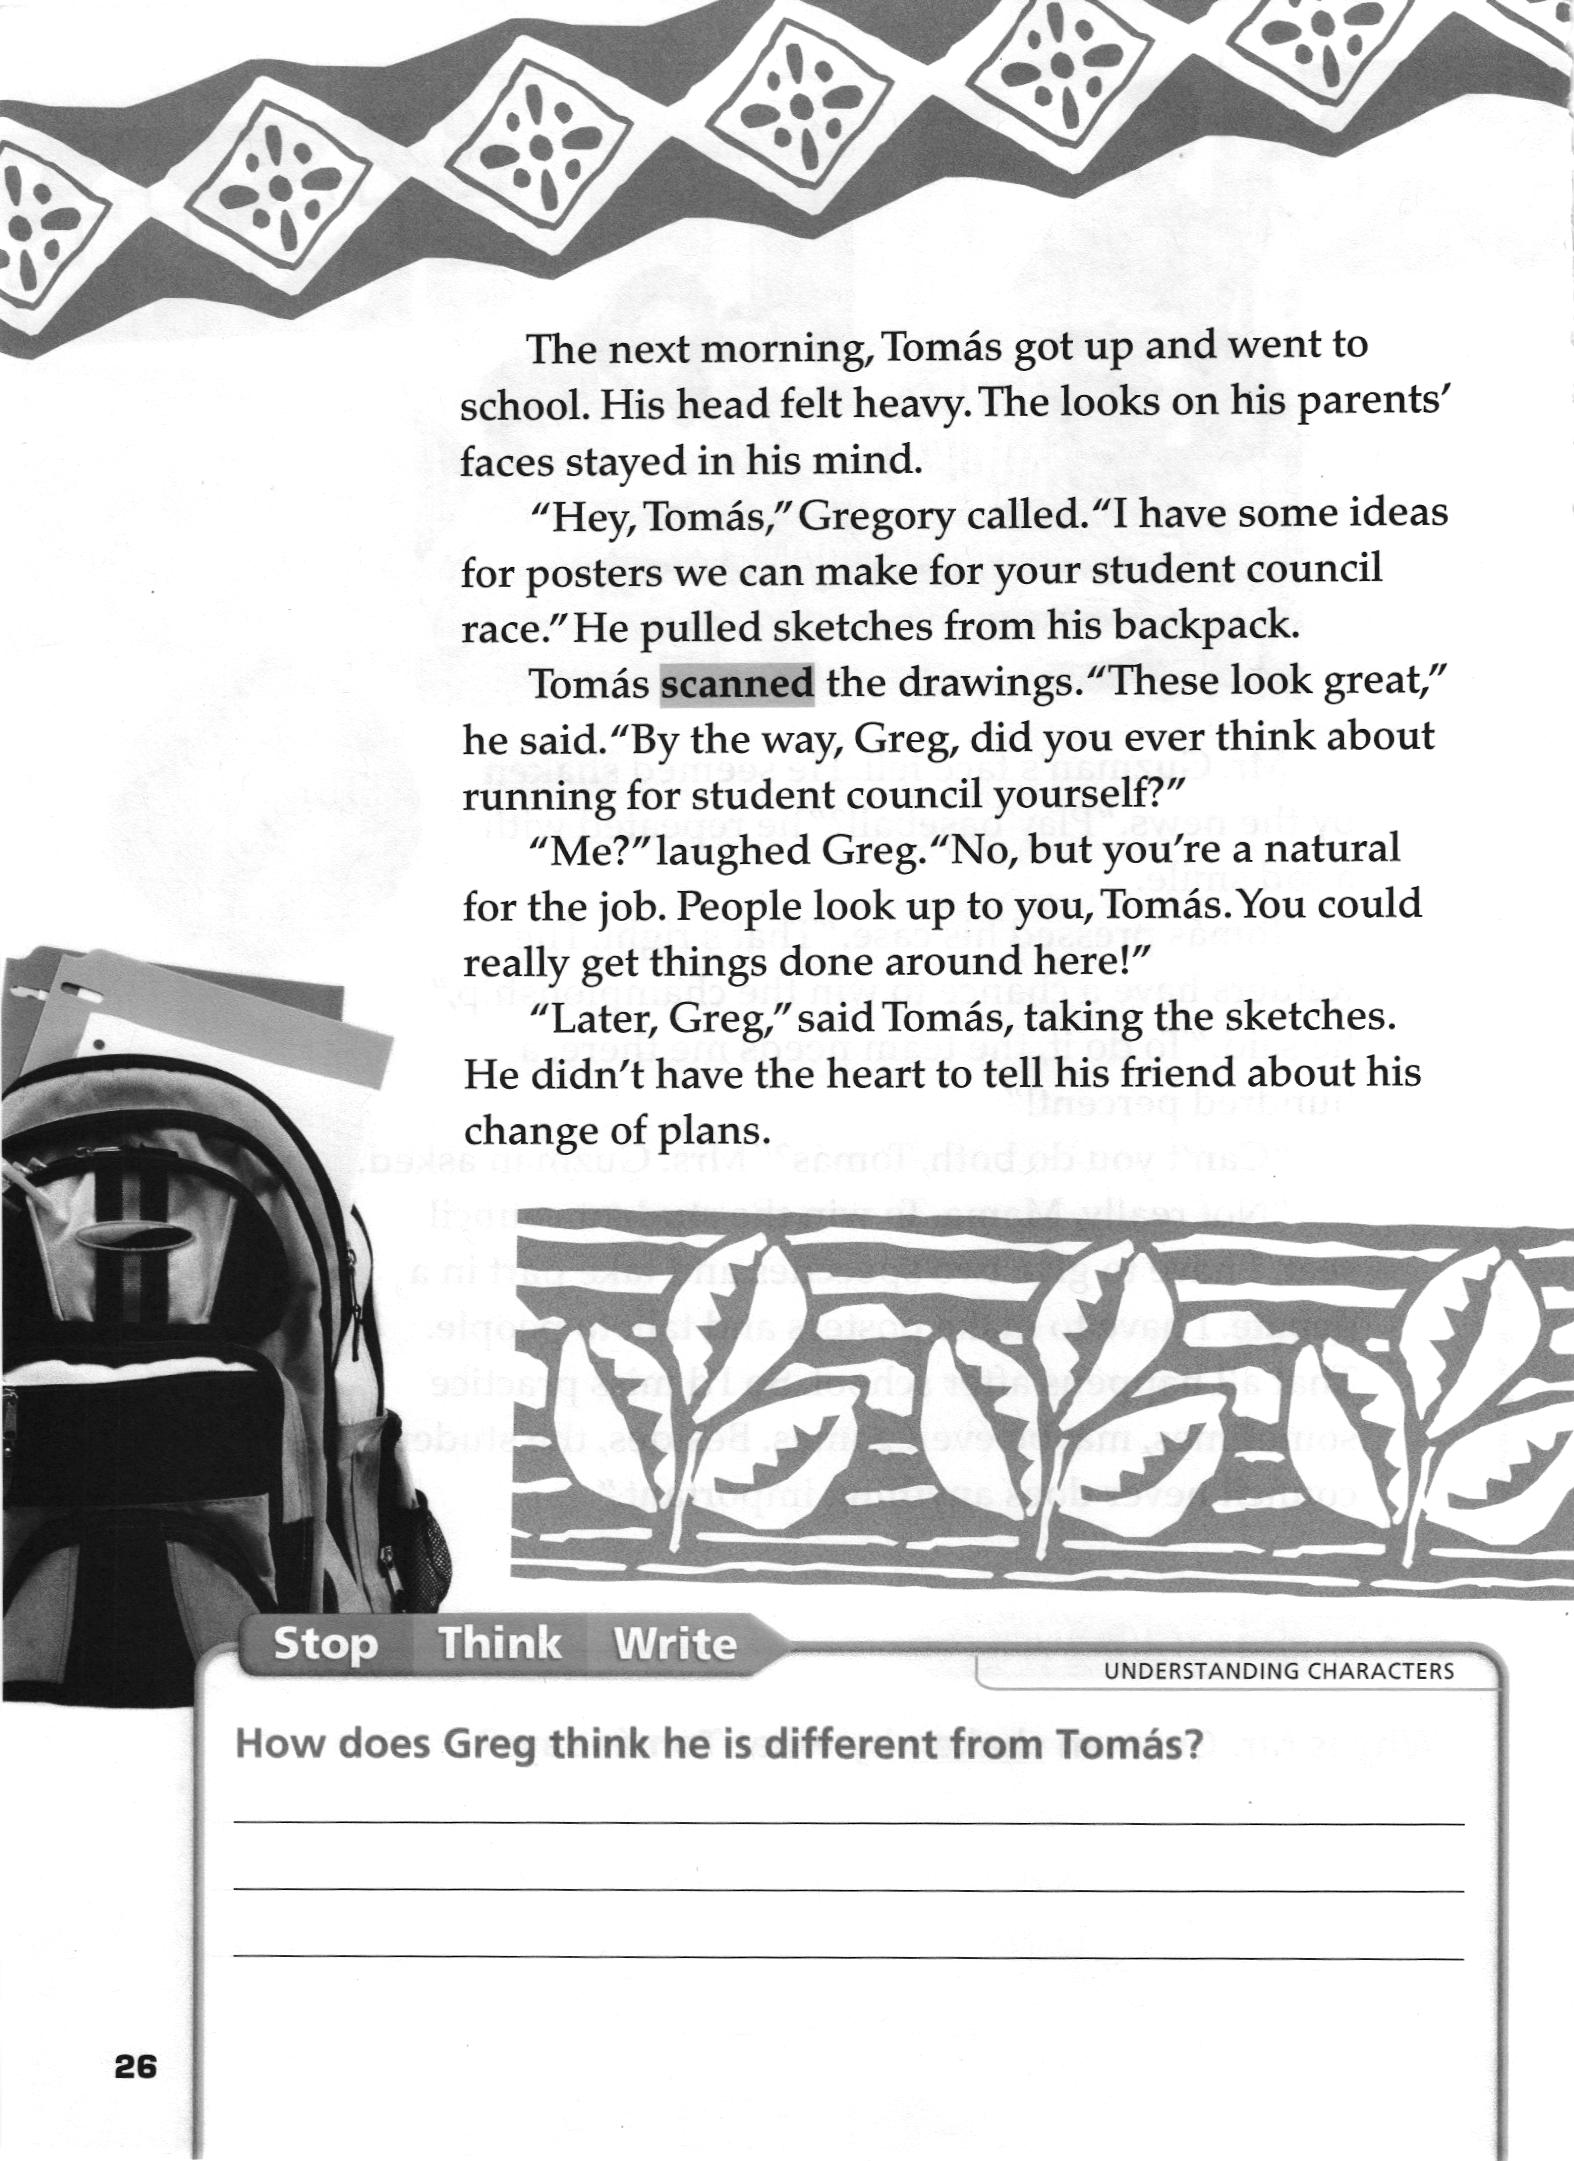 The next morning, Tomás got up and went to
school. His head felt heavy. The looks on his parents’
faces stayed in his mind.
“Hey, Tomás,” Gregory called. “I have some ideas
for posters we can make for your student council
race.” He pulled sketches from his backpack.
Tomás scanned the drawings. “These look great,”
he said. “By the way, Greg, did you ever think about
running for student council yourself?”
“Me?” laughed Greg. “No, but you’re a natural
for the job. People look up to you, Tomás. You could
really get things done around here!”
“Later, Greg,” said Tomás, taking the sketches.
He didn’t have the heart to tell his friend about his
change of plans.
Stop Think Write
UNDERSTANDING CHARACTERS
How does Greg think he is different from Tomás?
26